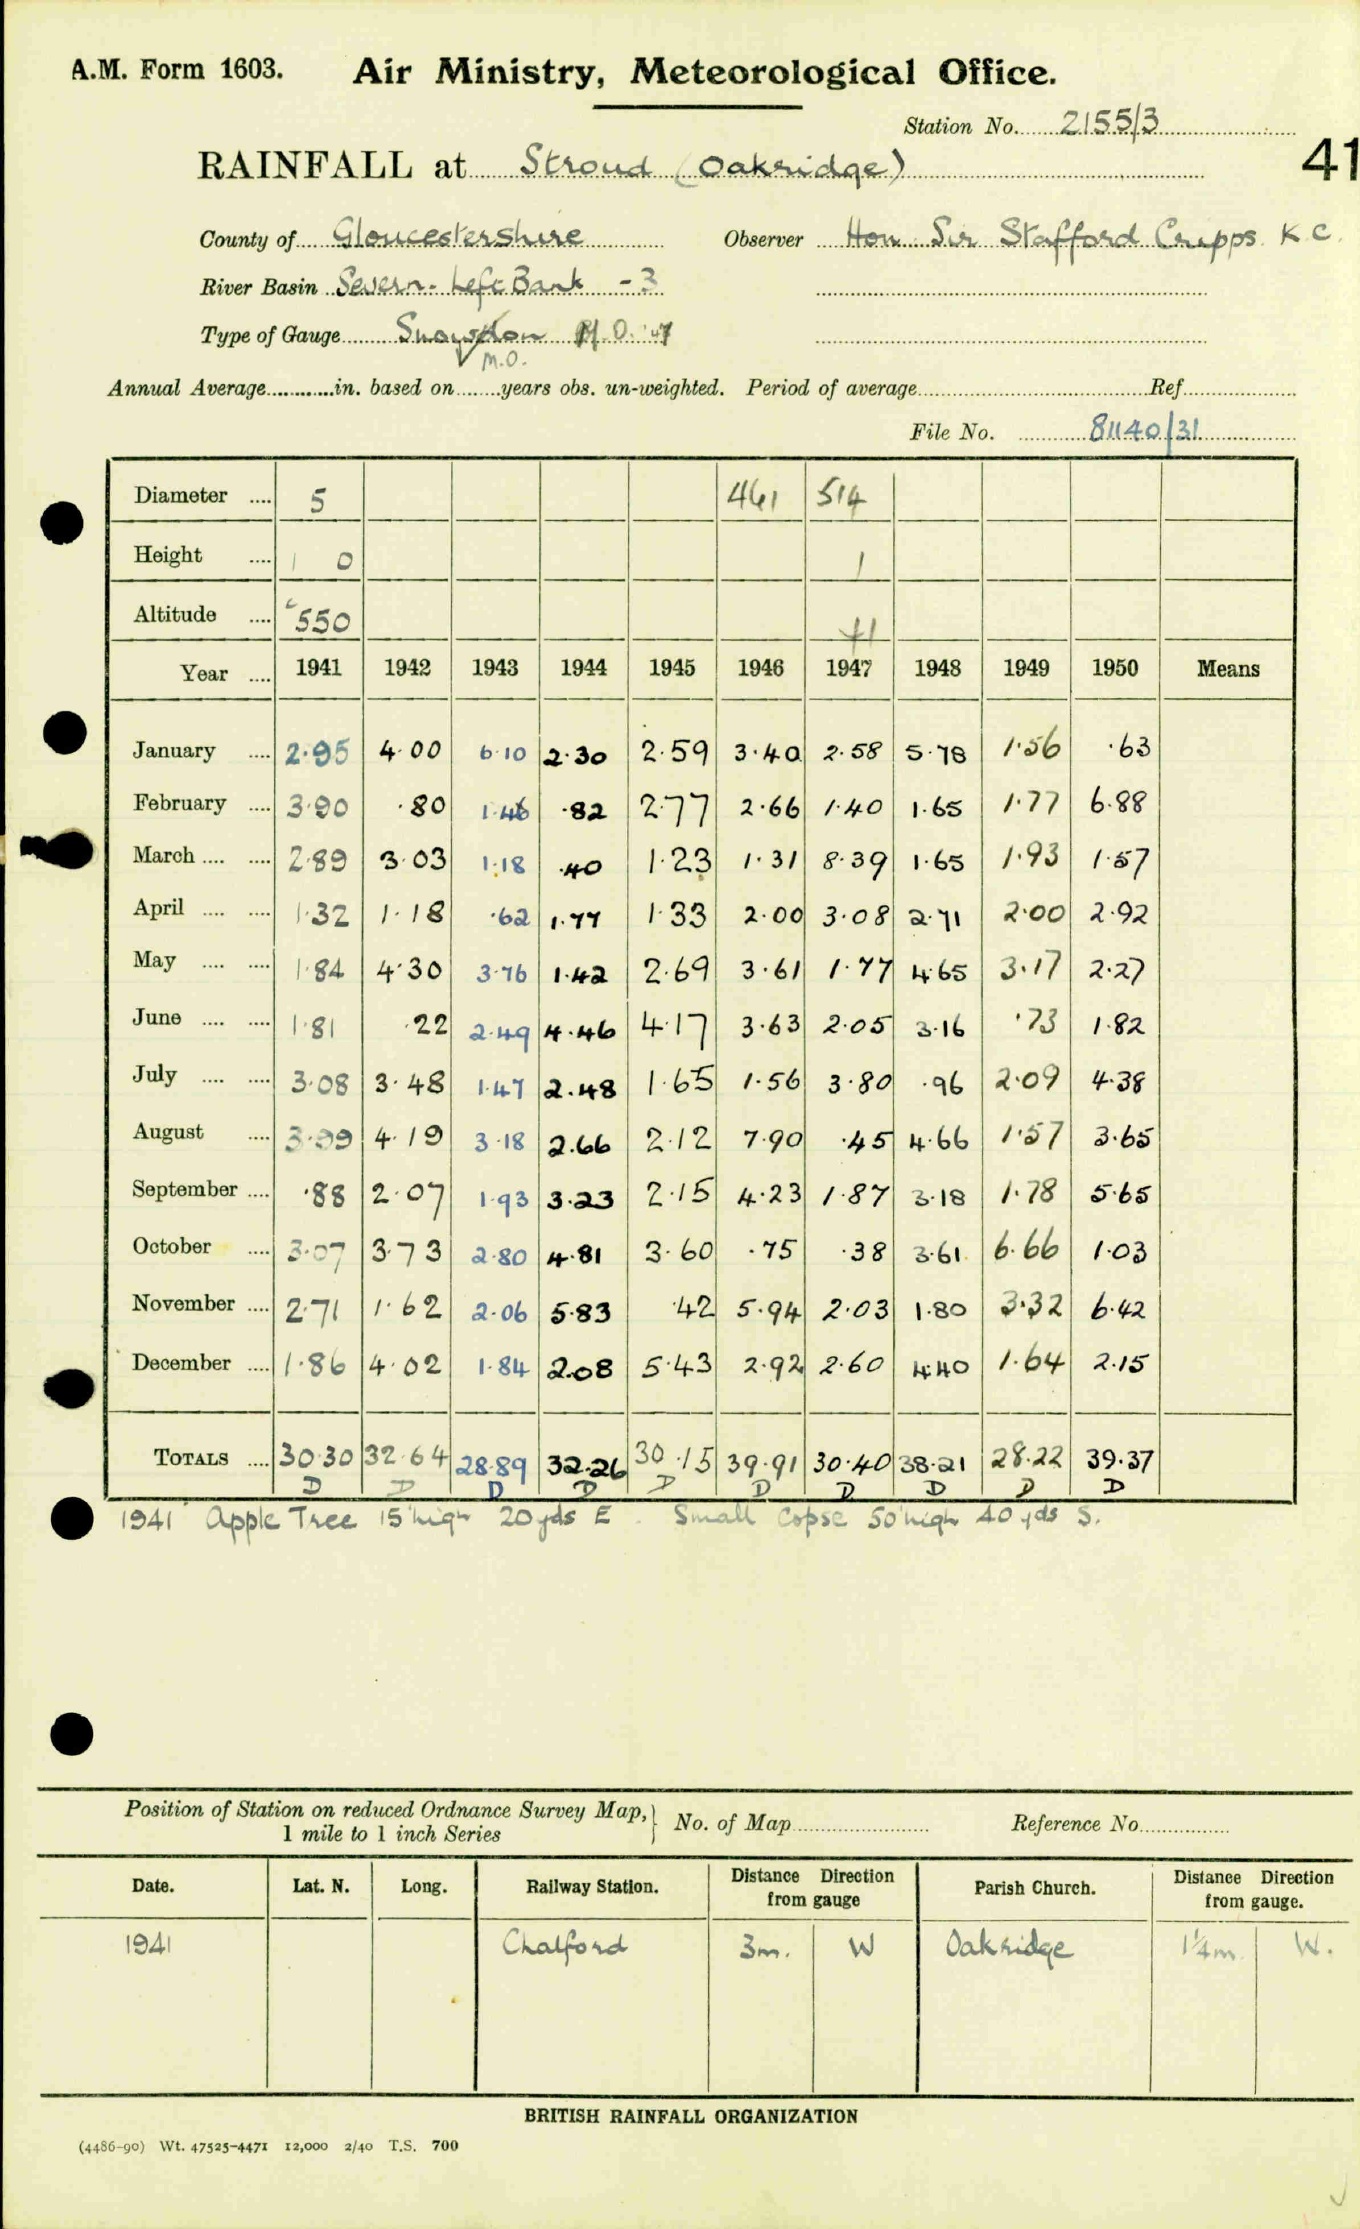 A.M. Form 1603. Air Ministry, Meteorological Office.
Station No. 2155/3
41
RAINFALL at Stroud (Oakridge)
County of Gloucestershire Observer Hon Sir Stafford Cripps K C.
River Basin Severn - Left Bank - 3
Type of Gauge Snowdon M.O.
M.O.
Annual Average in. based on years obs. un-weighted. Period of average Ref
File No. 81140/31
Diameter 5 461 514
Height 1 0 1
Altitude 550
Year 1941 1942 1943 1944 1945 1946 1947 1948 1949 1950 Means
January 2.95 4.00 6.10 2.30 2.59 3.40 2.58 5.78 1.56 .63
February 3.90 .80 1.46 .82 2.77 2.66 1.40 1.65 1.77 6.88
March 2.89 3.03 1.18 .40 1.23 1.31 8.39 1.65 1.93 1.57
April 1.32 1.18 .62 1.77 1.33 2.00 3.08 2.71 2.00 2.92
May 1.84 4.30 3.76 1.42 2.69 3.61 1.77 4.65 3.17 2.27
June 1.81 .22 2.49 4.46 4.17 3.63 2.05 3.16 .73 1.82
July 3.08 3.48 1.47 2.48 1.65 1.56 3.80 .96 2.09 4.38
August 3.99 4.19 3.18 2.66 2.12 7.90 .45 4.66 1.57 3.65
September .88 2.07 1.93 3.23 2.15 4.23 1.87 3.18 1.78 5.65
October 3.07 3.73 2.80 4.81 3.60 .75 .38 3.61 6.66 1.03
November 2.71 1.62 2.06 5.83 .42 5.94 2.03 1.80 3.32 6.42
December 1.86 4.02 1.84 2.08 5.43 2.92 2.60 4.40 1.64 2.15
TOTALS 30.30 32.64 28.89 32.26 30.15 39.91 30.40 38.21 28.22 39.37
D D D D D D D D D D
1941 Apple Tree 15' high 20 yds E. Small Copse 50' high 40 yds S.
Position of Station on reduced Ordnance Survey Map, No. of Map Reference No.
1 mile to 1 inch Series
Date. Lat. N. Long. Railway Station. Distance Direction from gauge Parish Church. Distance Direction from gauge.
1941 Chalford 3m. W Oakridge 1¼m. W.
BRITISH RAINFALL ORGANIZATION
(4486-90) Wt. 47525-4471 12,000 2/40 T.S. 700